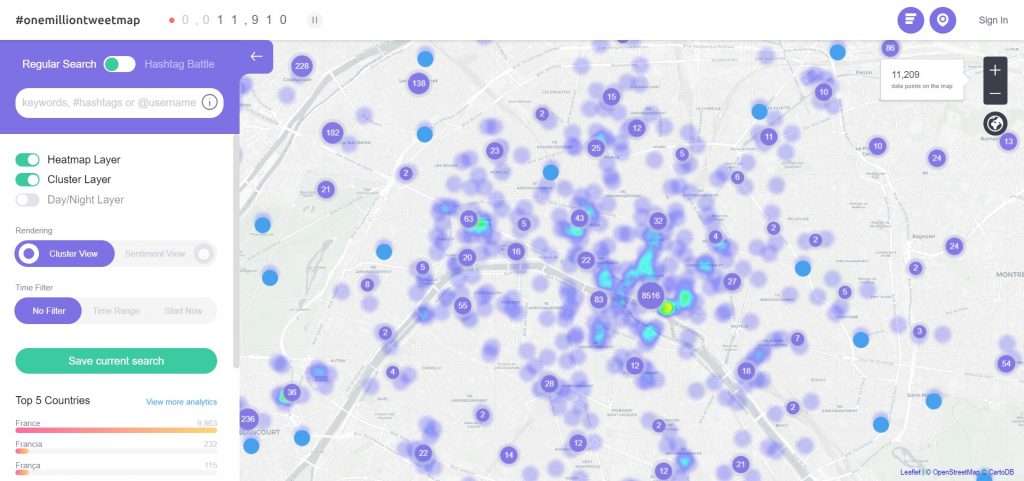 #onemilliontweetmap
0,011,910
Sign In
Regular Search
Hashtag Battle
keywords, #hashtags or @username
Heatmap Layer
Cluster Layer
Day/Night Layer
Rendering
Cluster View
Sentiment View
Time Filter
No Filter
Time Range
Start Now
Save current search
Top 5 Countries
View more analytics
France
9,863
Francia
232
França
115
11,209
data points on the map
+
−
228
138
86
15
10
2
182
12
11
23
25
5
10
13
24
2
21
6
63
5
43
32
4
2
2
24
20
16
22
5
8
27
2
5
55
83
8516
2
7
3
4
12
18
54
36
28
236
2
2
2
22
14
12
12
21
MONTRE
Leaflet | © OpenStreetMap © CartoDB